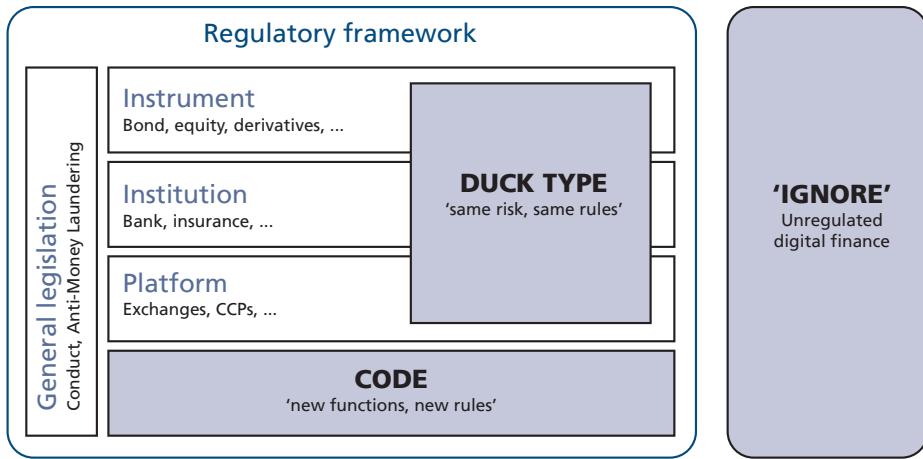 Regulatory framework
General legislation
Conduct, Anti-Money Laundering
Instrument
Bond, equity, derivatives, ...
Institution
Bank, insurance, ...
Platform
Exchanges, CCPs, ...
DUCK TYPE
'same risk, same rules'
CODE
'new functions, new rules'
'IGNORE'
Unregulated
digital finance